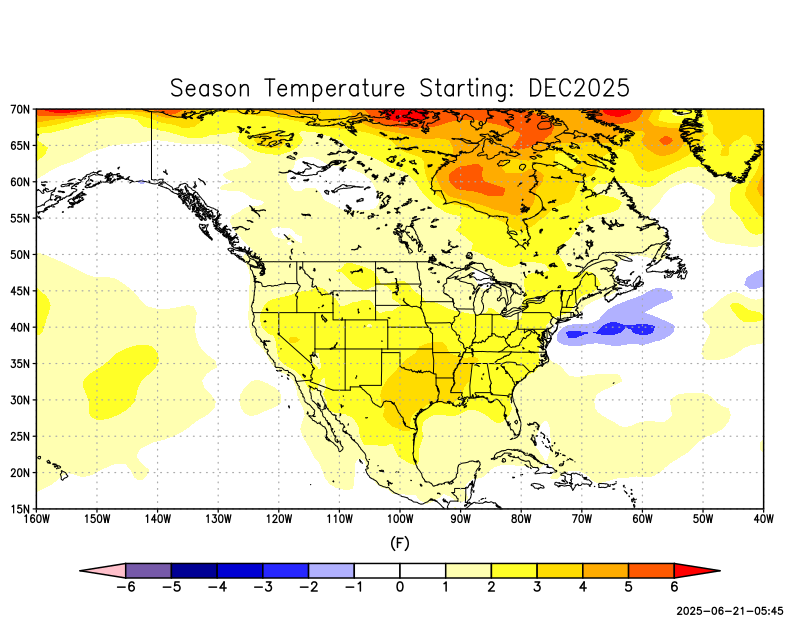 Season Temperature Starting: DEC2025
70N
65N
60N
55N
50N
45N
40N
35N
30N
25N
20N
15N
160W 150W 140W 130W 120W 110W 100W 90W 80W 70W 60W 50W 40W
(F)
−6 −5 −4 −3 −2 −1 0 1 2 3 4 5 6
2025−06−21−05:45